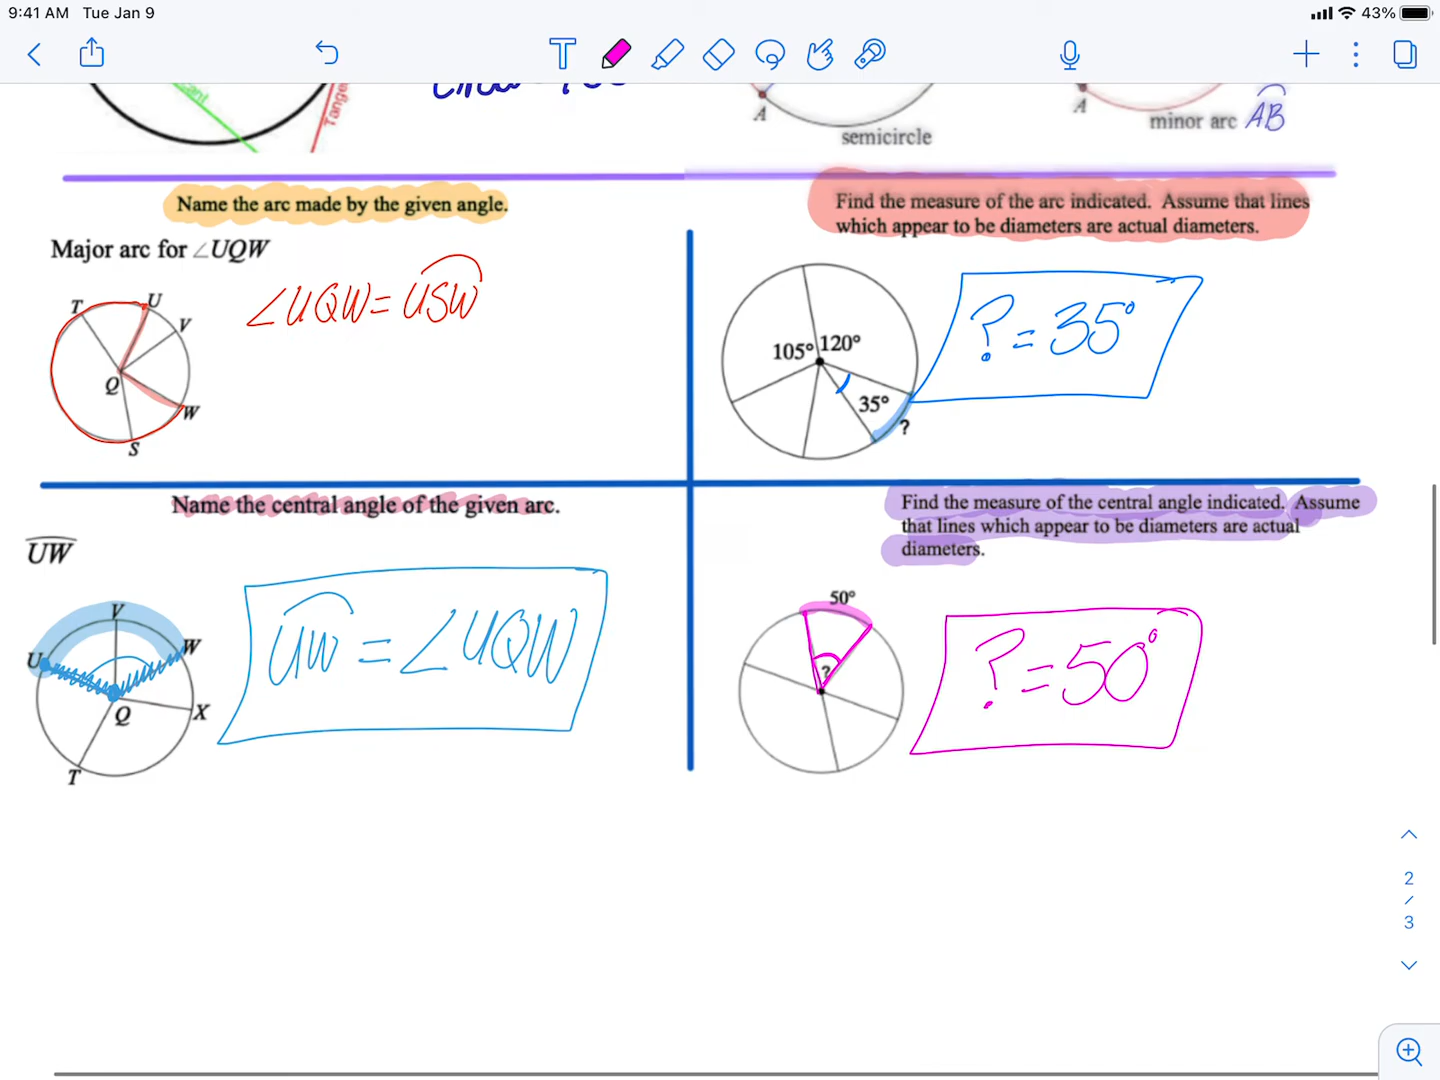 9:41 AM Tue Jan 9
43%
Tange
semicircle
A
A
minor arc AB
Name the arc made by the given angle.
Find the measure of the arc indicated. Assume that lines
which appear to be diameters are actual diameters.
Major arc for ∠UQW
∠UQW = USW
T
U
V
Q
W
S
105°
120°
35°
?
? = 35°
Name the central angle of the given arc.
Find the measure of the central angle indicated. Assume
that lines which appear to be diameters are actual
diameters.
UW
V
U
W
Q
X
T
UW = ∠UQW
50°
?
? = 50°
2
/
3